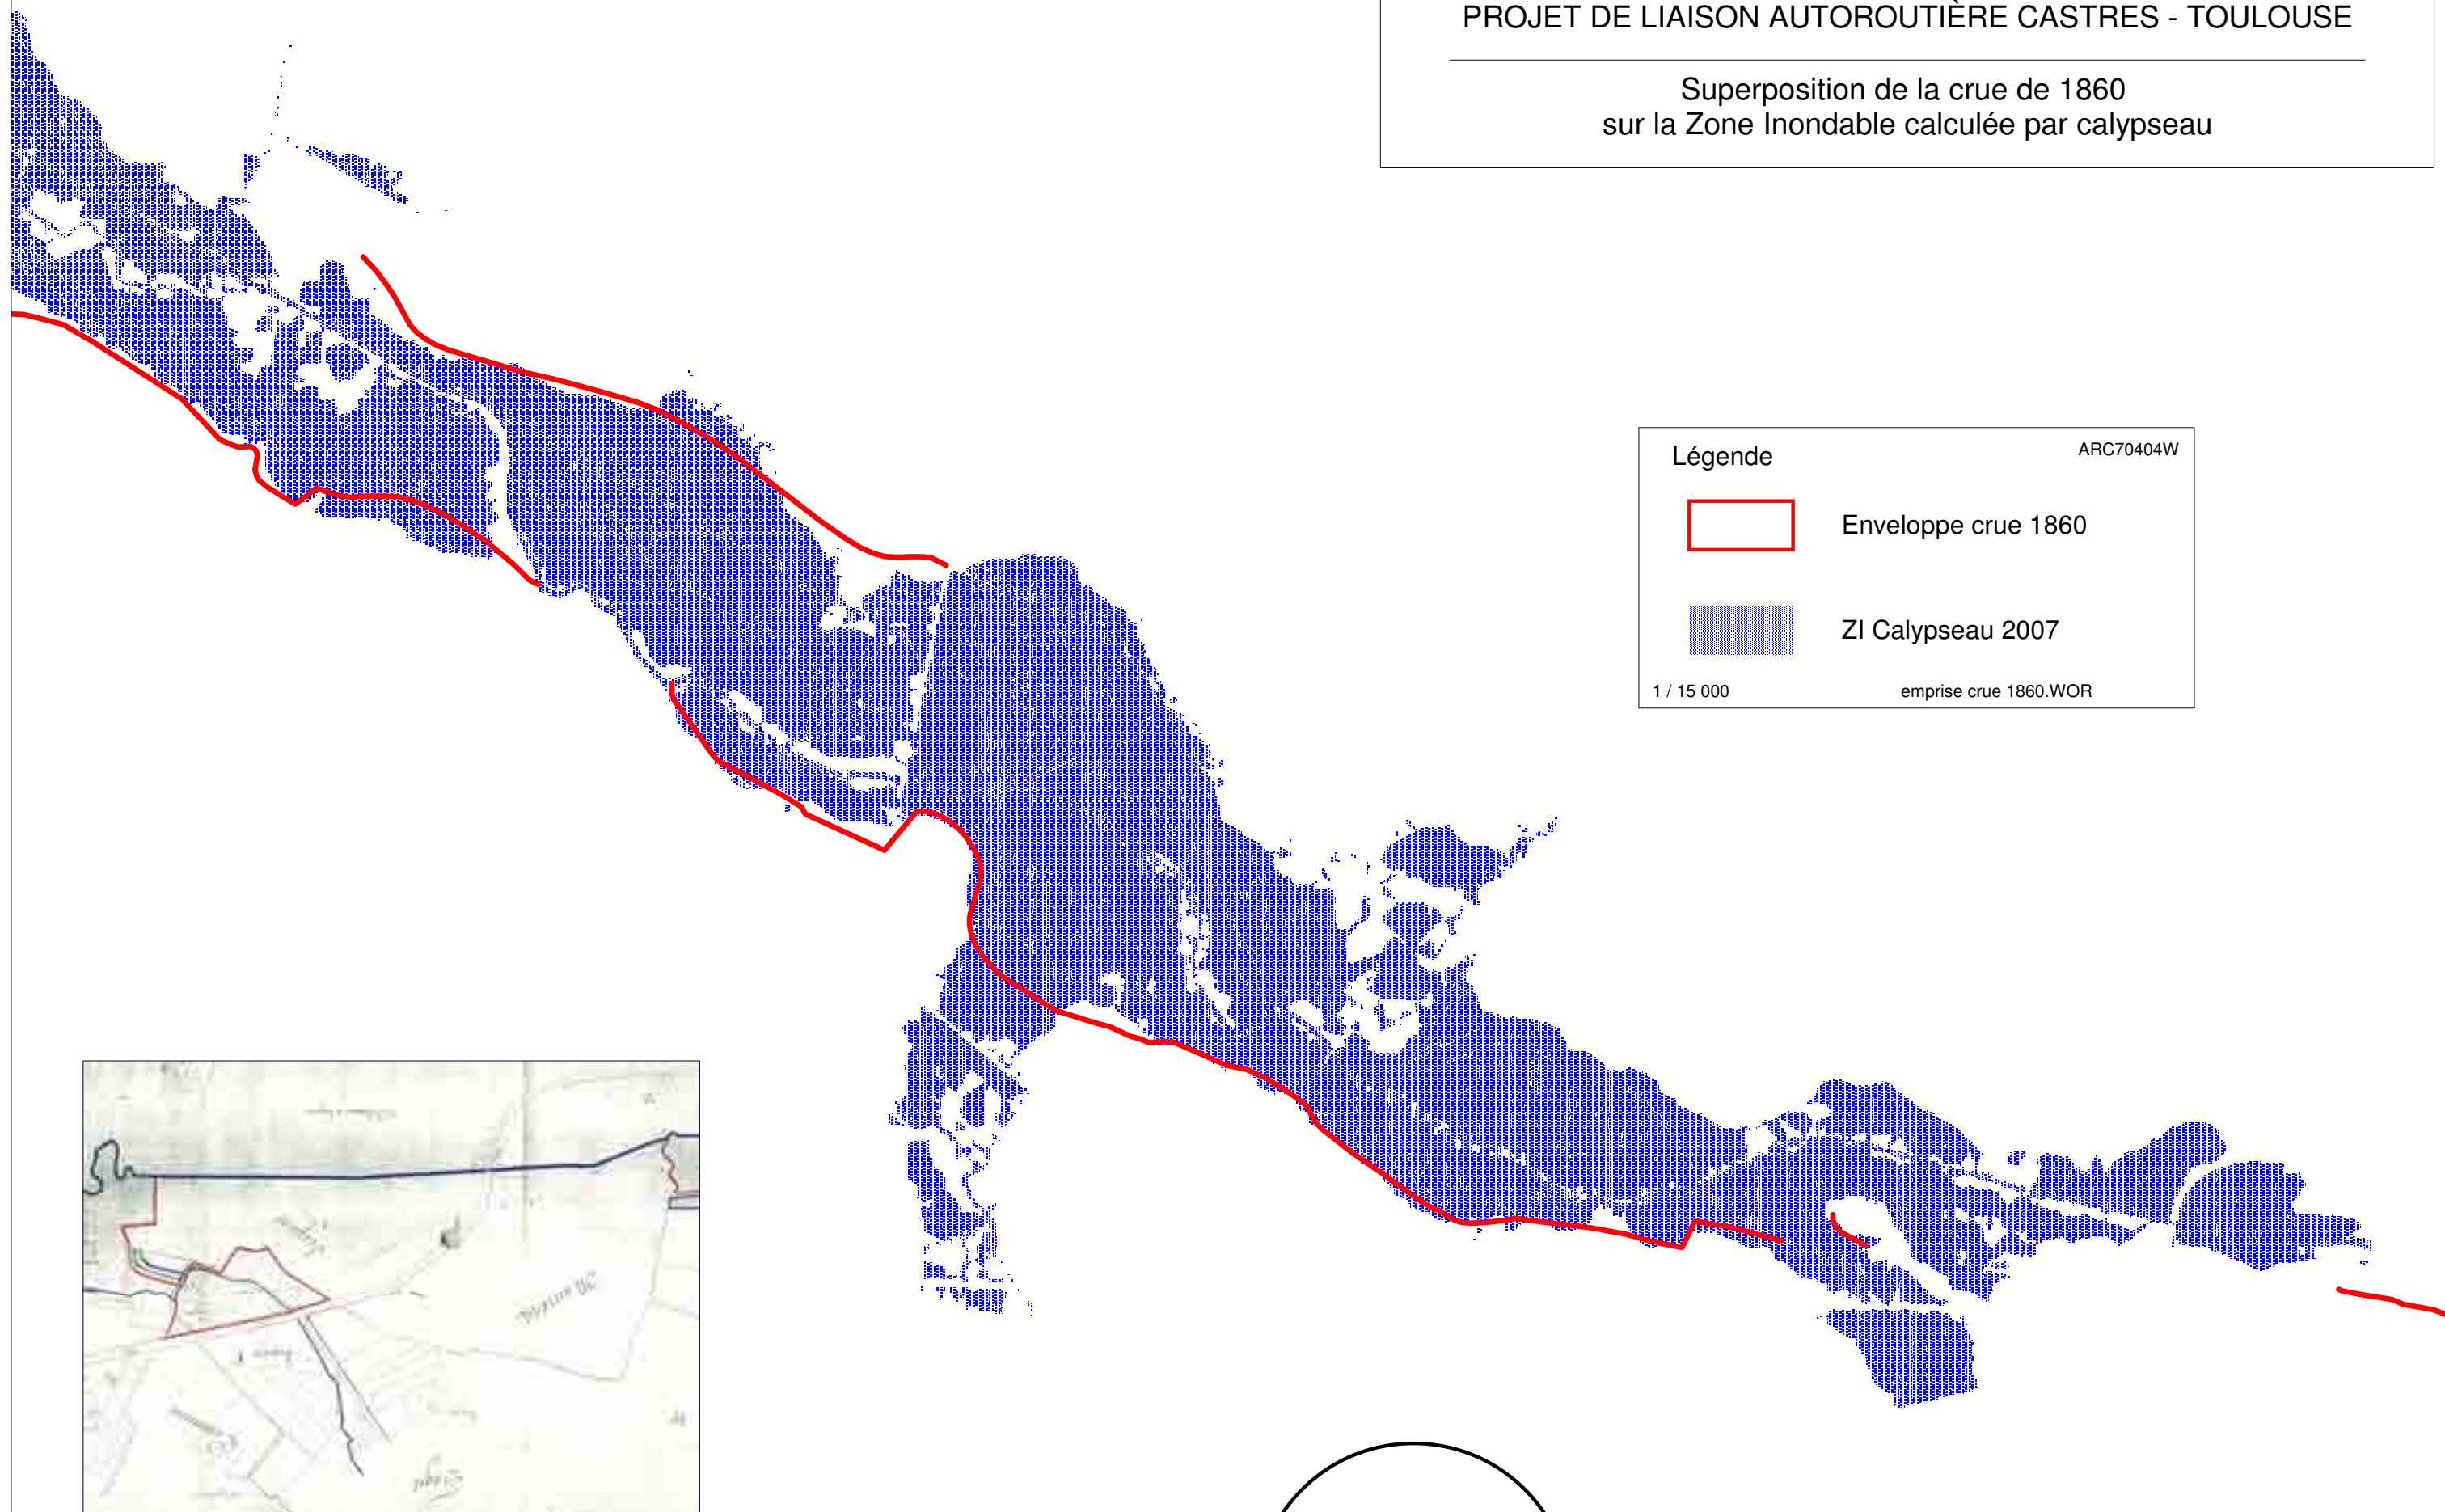 PROJET DE LIAISON AUTOROUTIÈRE CASTRES - TOULOUSE
Superposition de la crue de 1860
sur la Zone Inondable calculée par calypseau
Légende
ARC70404W
Enveloppe crue 1860
ZI Calypseau 2007
1 / 15 000
emprise crue 1860.WOR